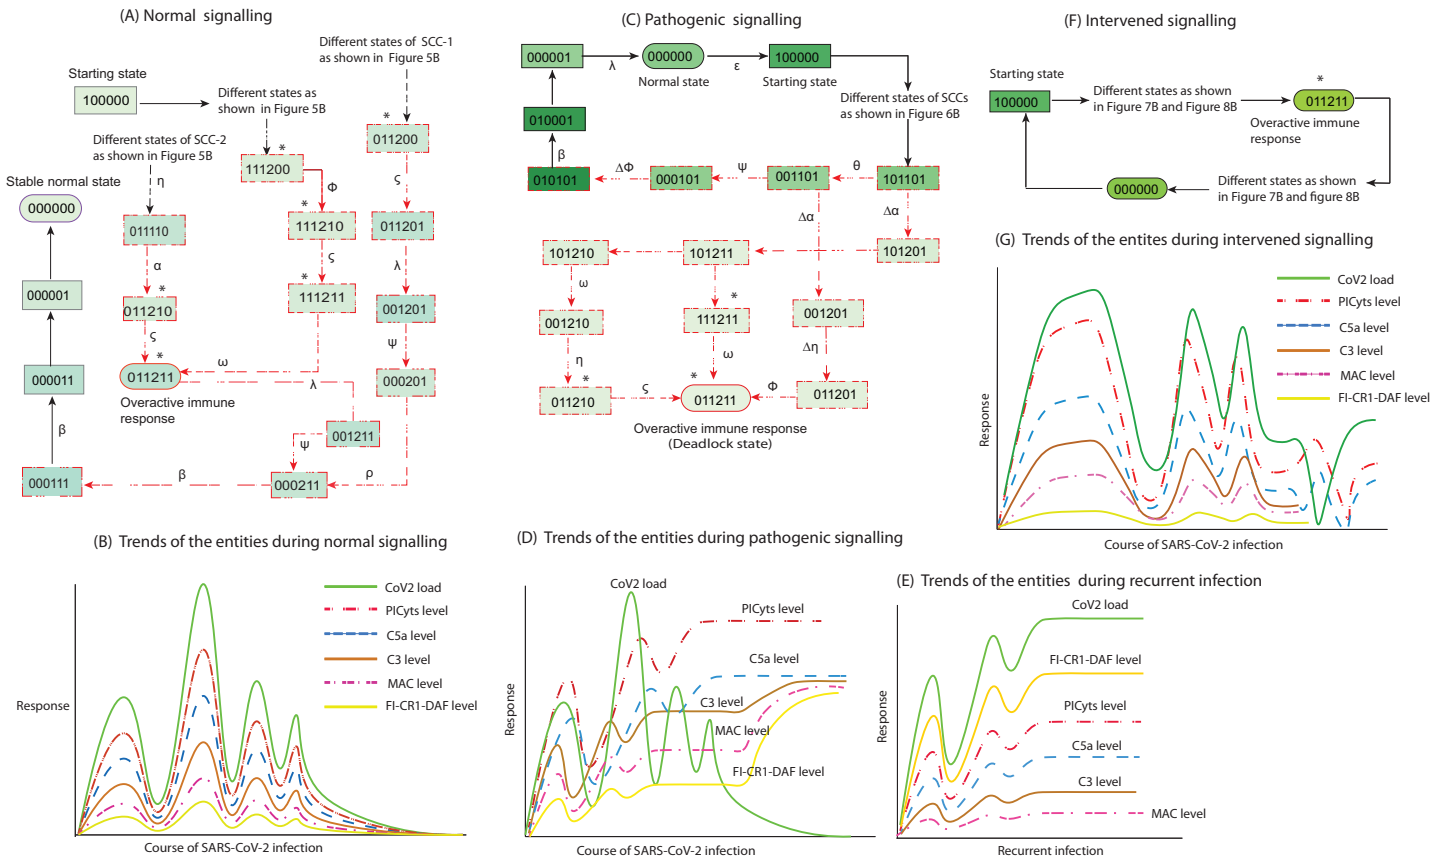 (A) Normal  signalling
Different states of SCC-1
as shown in Figure 5B
Starting state
100000
Different states as
shown in Figure 5B
*
011200
Different states of SCC-2
as shown in Figure 5B
*
111200
ς
η
Φ
Stable normal state
000000
*
111210
011201
011110
ς
λ
α
*
111211
000001
*
011210
001201
ς
ψ
*
ω
011211
λ
000201
000011
Overactive immune
response
001211
β
ψ
000111
β
000211
ρ
(B)  Trends of the entities during normal signalling
CoV2 load
PICyts level
C5a level
C3 level
MAC level
FI-CR1-DAF level
Response
Course of SARS-CoV-2 infection
(C) Pathogenic signalling
000001
λ
000000
ε
100000
Normal state
Starting state
Different states of SCCs
as shown in Figure 6B
010001
β
010101
ΔΦ
000101
ψ
001101
θ
101101
Δα
Δα
101210
101211
101201
ω
*
001210
111211
001201
η
ω
Δη
*
011210
ς
*
011211
Φ
011201
Overactive immune response
(Deadlock state)
(D)  Trends of the entities during pathogenic signalling
CoV2 load
PICyts level
C5a level
C3 level
MAC level
FI-CR1-DAF level
Response
Course of SARS-CoV-2 infection
(F) Intervened signalling
Starting state
100000
Different states as shown
in Figure 7B and Figure 8B
*
011211
Overactive immune
response
000000
Different states as shown
in Figure 7B and figure 8B
(G) Trends of the entites during intervened signalling
CoV2 load
PICyts level
C5a level
C3 level
MAC level
FI-CR1-DAF level
Response
Course of SARS-CoV-2 infection
(E)  Trends of the entities  during recurrent infection
CoV2 load
FI-CR1-DAF level
PICyts level
C5a level
C3 level
MAC level
Response
Recurrent infection